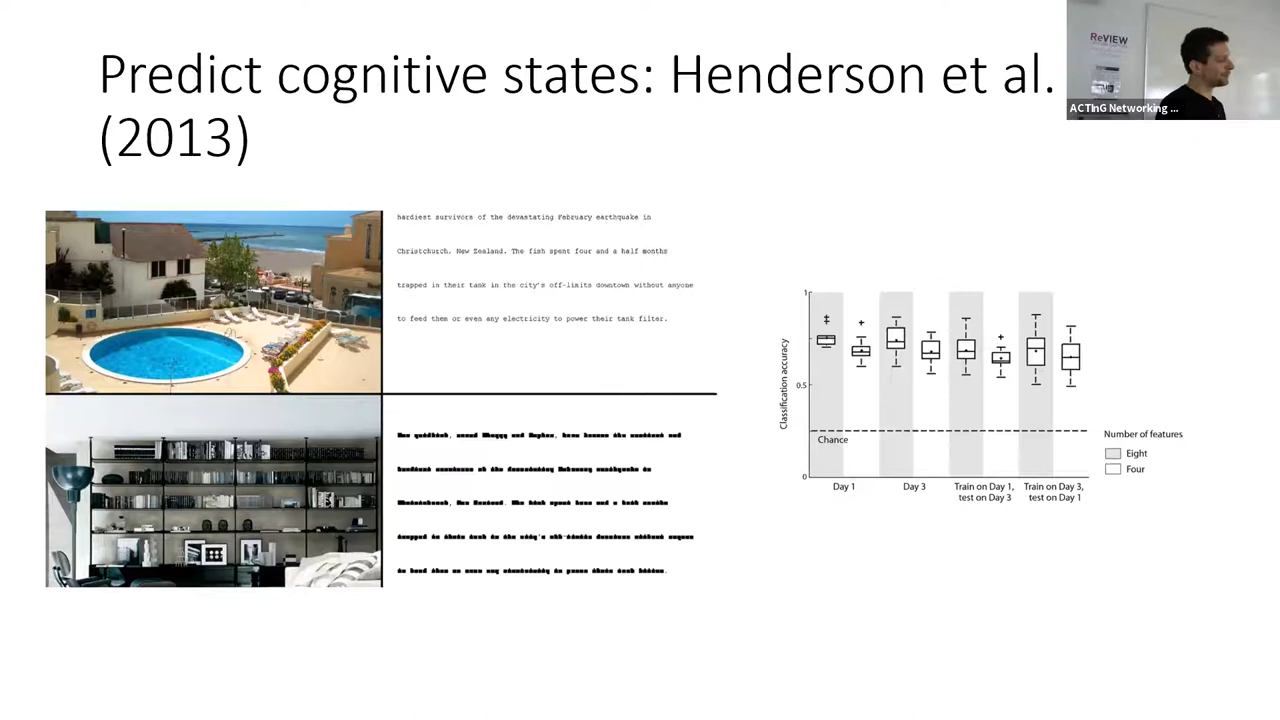 Predict cognitive states: Henderson et al.
(2013)
ReVIEW
ACTInG Networking ...
hardiest survivors of the devastating February earthquake in
Christchurch, New Zealand. The fish spent four and a half months
trapped in their tank in the city's off-limits downtown without anyone
to feed them or even any electricity to power their tank filter.
1
0.5
0
Classification accuracy
Chance
Day 1
Day 3
Train on Day 1,
test on Day 3
Train on Day 3,
test on Day 1
Number of features
Eight
Four